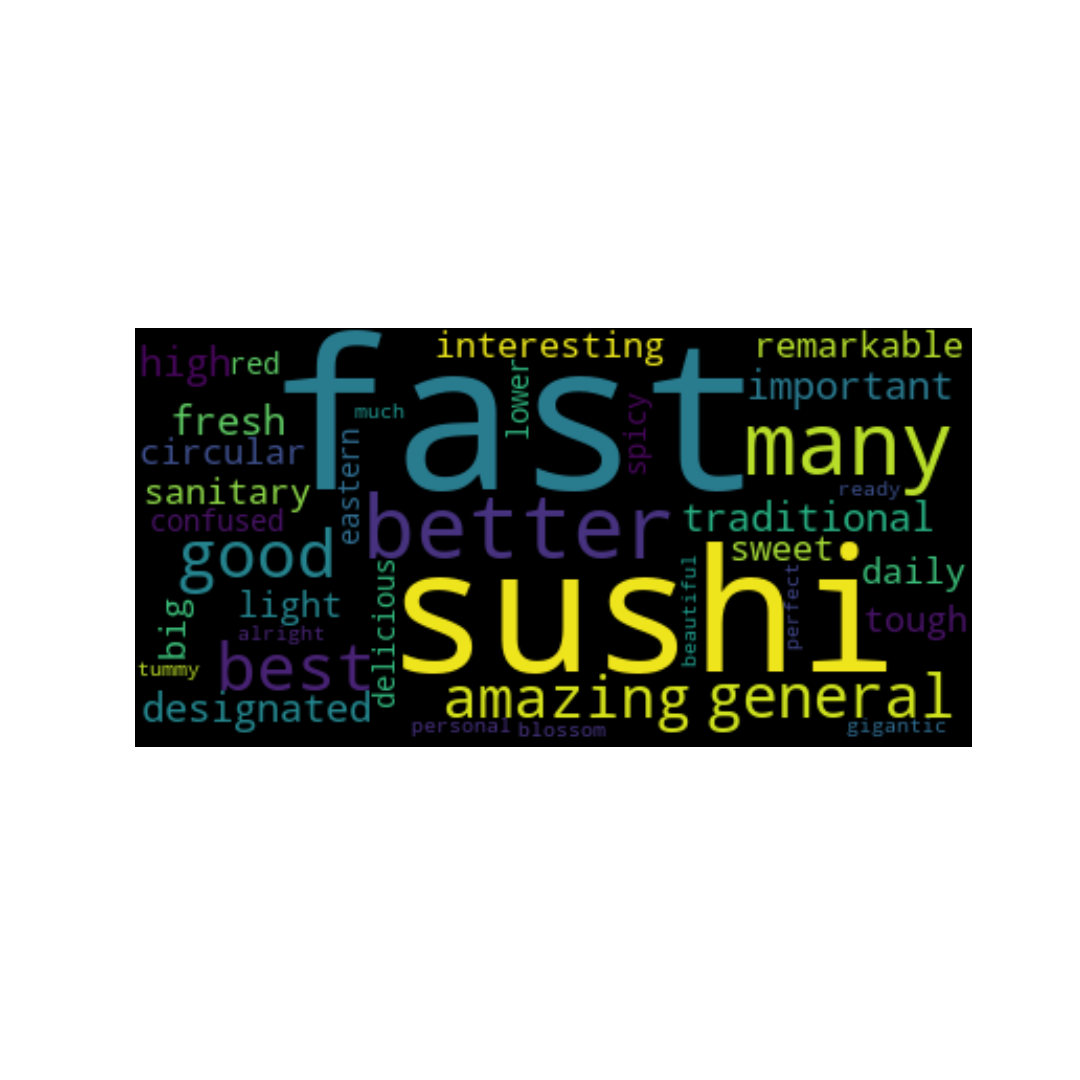 interesting
remarkable
high
red
fast
lower
important
much
spicy
fresh
many
circular
eastern
sanitary
ready
confused
better
traditional
good
sweet
sushi
daily
delicious
beautiful
perfect
light
big
tough
alright
best
tummy
amazing
general
designated
personal
blossom
gigantic